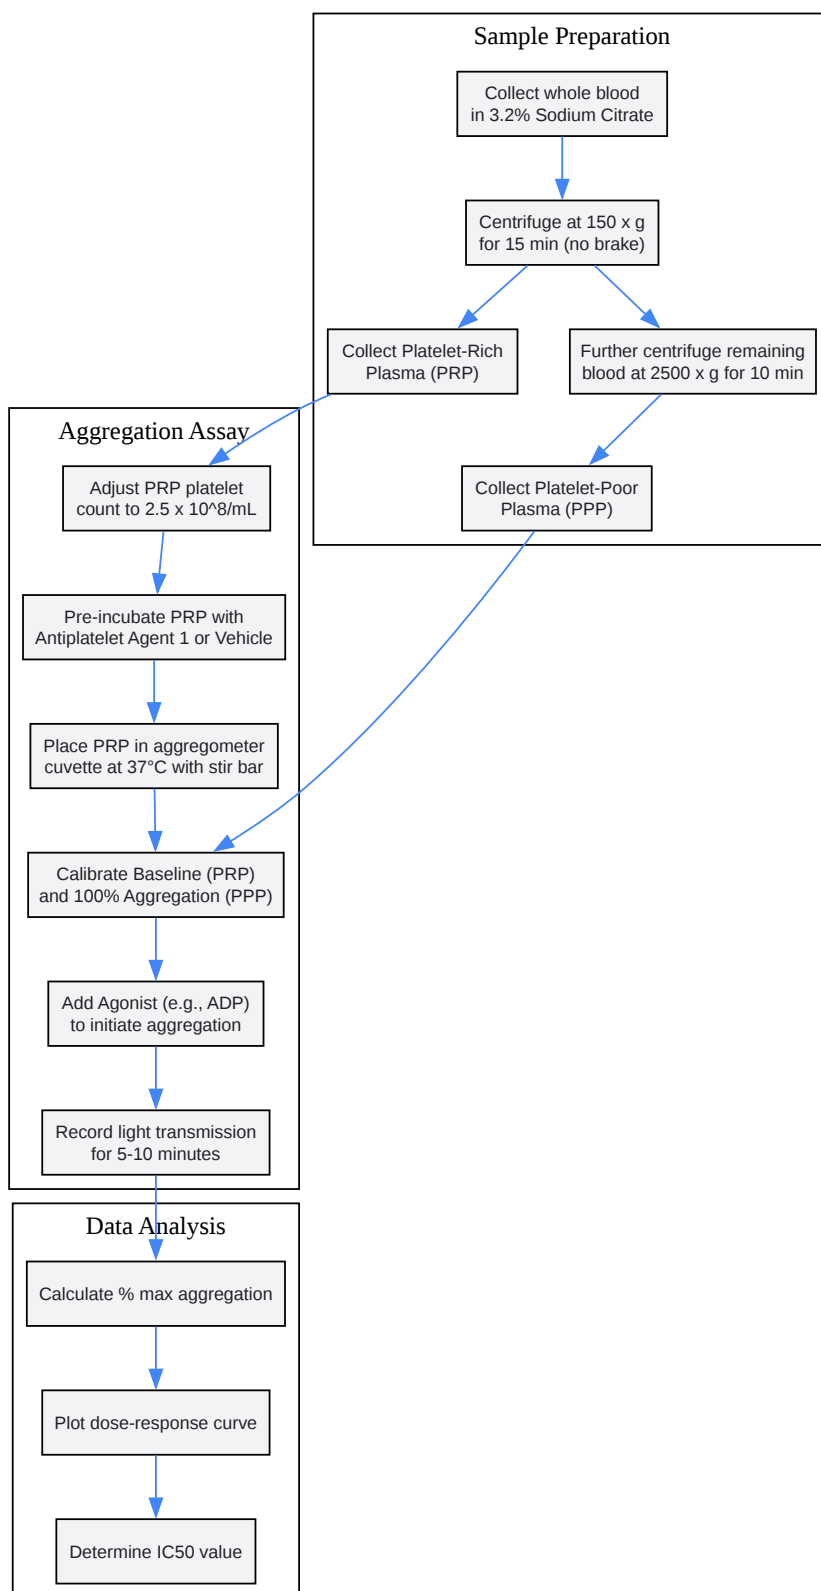 Sample Preparation
Collect whole blood
in 3.2% Sodium Citrate
Centrifuge at 150 x g
for 15 min (no brake)
Collect Platelet-Rich
Plasma (PRP)
Further centrifuge remaining
blood at 2500 x g for 10 min
Collect Platelet-Poor
Plasma (PPP)
Aggregation Assay
Adjust PRP platelet
count to 2.5 x 10^8/mL
Pre-incubate PRP with
Antiplatelet Agent 1 or Vehicle
Place PRP in aggregometer
cuvette at 37°C with stir bar
Calibrate Baseline (PRP)
and 100% Aggregation (PPP)
Add Agonist (e.g., ADP)
to initiate aggregation
Record light transmission
for 5-10 minutes
Data Analysis
Calculate % max aggregation
Plot dose-response curve
Determine IC50 value